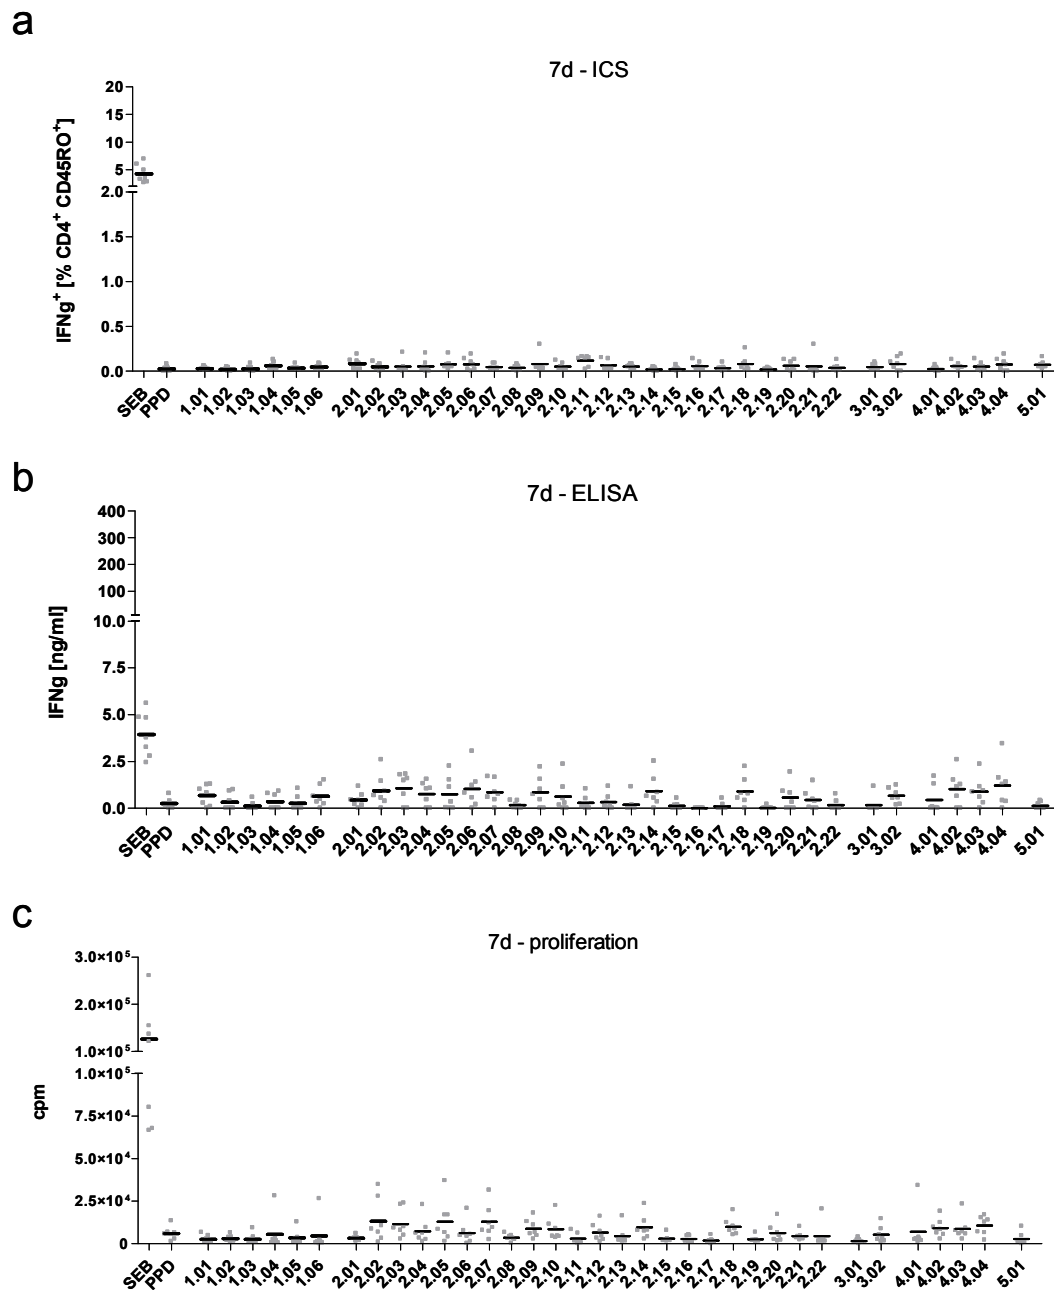 a
7d - ICS
IFNg+ [% CD4+ CD45RO+]
20
15
10
5
2.0
1.5
1.0
0.5
0.0
SEB PPD 1.01 1.02 1.03 1.04 1.05 1.06 2.01 2.02 2.03 2.04 2.05 2.06 2.07 2.08 2.09 2.10 2.11 2.12 2.13 2.14 2.15 2.16 2.17 2.18 2.19 2.20 2.21 2.22 3.01 3.02 4.01 4.02 4.03 4.04 5.01
b
7d - ELISA
IFNg [ng/ml]
400
300
200
100
10.0
7.5
5.0
2.5
0.0
SEB PPD 1.01 1.02 1.03 1.04 1.05 1.06 2.01 2.02 2.03 2.04 2.05 2.06 2.07 2.08 2.09 2.10 2.11 2.12 2.13 2.14 2.15 2.16 2.17 2.18 2.19 2.20 2.21 2.22 3.01 3.02 4.01 4.02 4.03 4.04 5.01
c
7d - proliferation
cpm
3.0×10⁵
2.0×10⁵
1.0×10⁵
1.0×10⁵
7.5×10⁴
5.0×10⁴
2.5×10⁴
0
SEB PPD 1.01 1.02 1.03 1.04 1.05 1.06 2.01 2.02 2.03 2.04 2.05 2.06 2.07 2.08 2.09 2.10 2.11 2.12 2.13 2.14 2.15 2.16 2.17 2.18 2.19 2.20 2.21 2.22 3.01 3.02 4.01 4.02 4.03 4.04 5.01